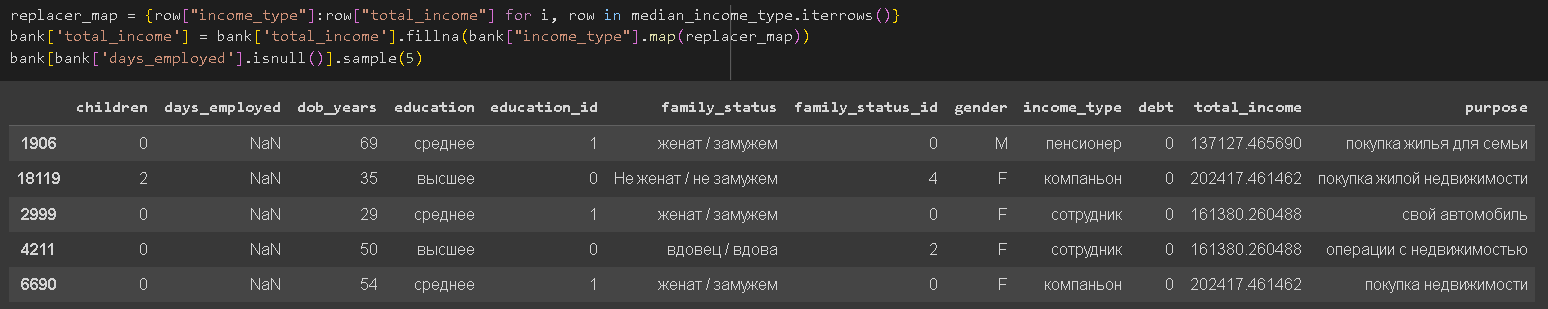 replacer_map = {row["income_type"]:row["total_income"] for i, row in median_income_type.iterrows()}
bank['total_income'] = bank['total_income'].fillna(bank["income_type"].map(replacer_map))
bank[bank['days_employed'].isnull()].sample(5)
children days_employed dob_years education education_id family_status family_status_id gender income_type debt total_income purpose
1906 0 NaN 69 среднее 1 женат / замужем 0 M пенсионер 0 137127.465690 покупка жилья для семьи
18119 2 NaN 35 высшее 0 Не женат / не замужем 4 F компаньон 0 202417.461462 покупка жилой недвижимости
2999 0 NaN 29 среднее 1 женат / замужем 0 F сотрудник 0 161380.260488 свой автомобиль
4211 0 NaN 50 высшее 0 вдовец / вдова 2 F сотрудник 0 161380.260488 операции с недвижимостью
6690 0 NaN 54 среднее 1 женат / замужем 0 F компаньон 0 202417.461462 покупка недвижимости